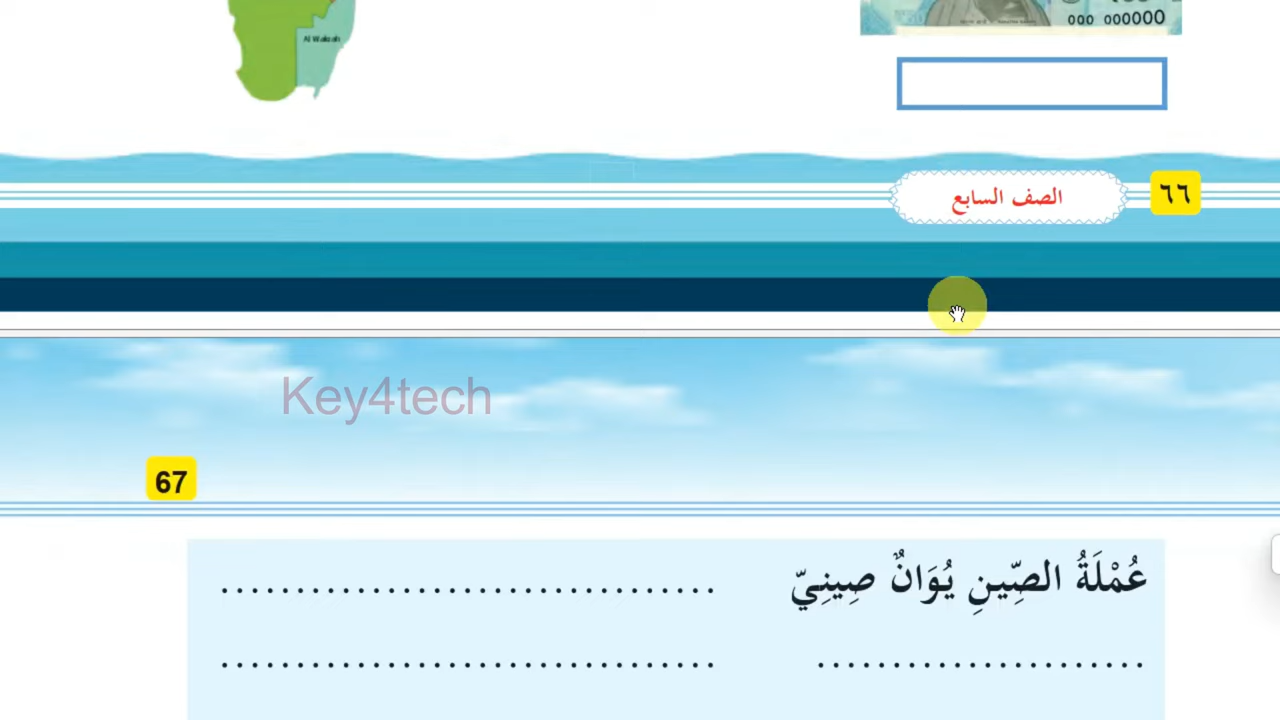 Al Wakrah
000 000000
الصف السابع
٦٦
Key4tech
67
عُمْلَةُ الصِّينِ يُوَانٌ صِينِيّ ................................
..................... ................................